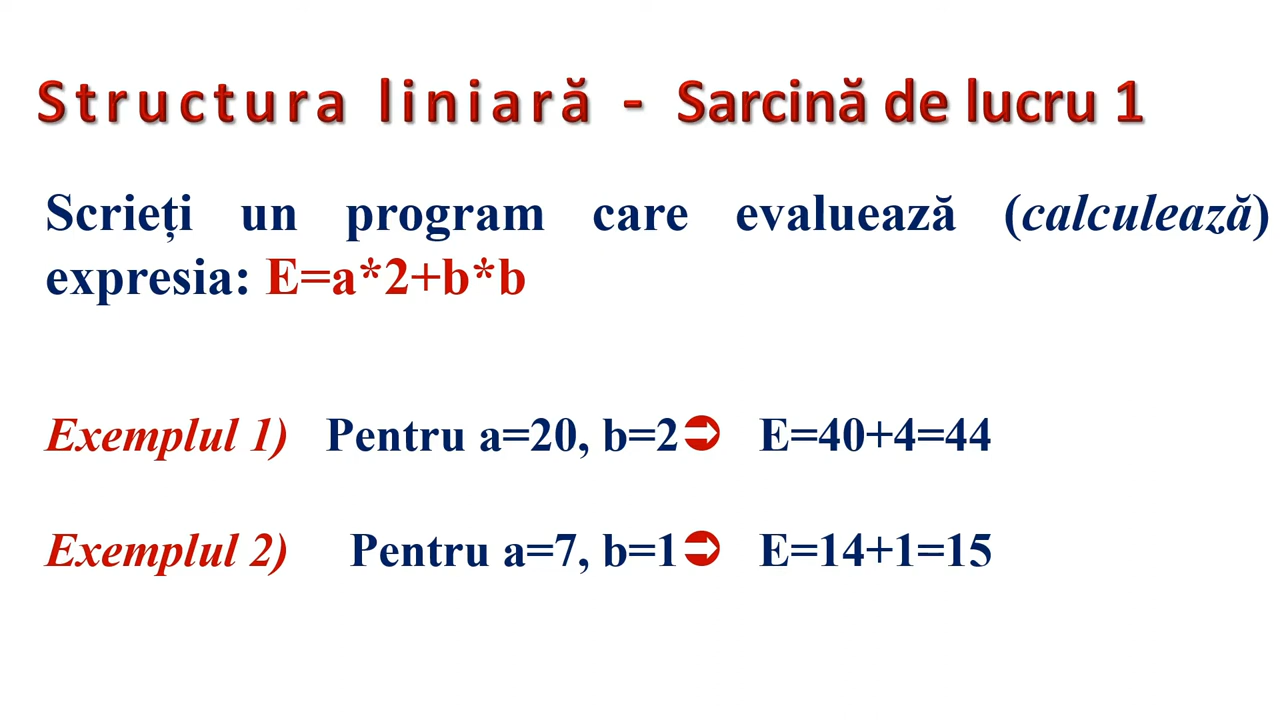 Structura liniară - Sarcină de lucru 1
Scrieți un program care evaluează (calculează)
expresia: E=a*2+b*b
Exemplul 1) Pentru a=20, b=2➲ E=40+4=44
Exemplul 2) Pentru a=7, b=1➲ E=14+1=15